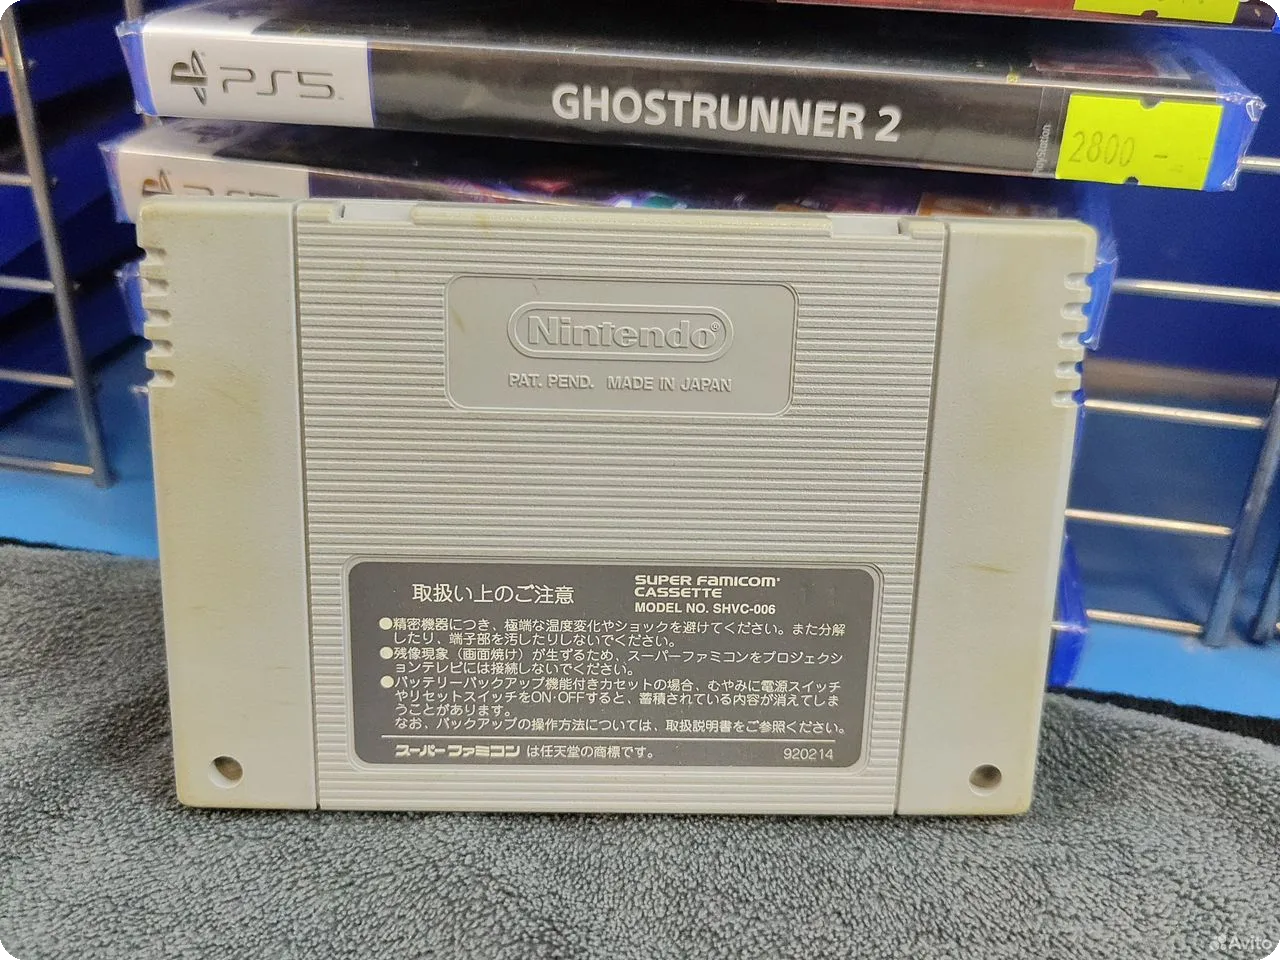 PS5
GHOSTRUNNER 2
PlayStation
2800 -
Nintendo®
PAT. PEND. MADE IN JAPAN
取扱い上のご注意
SUPER FAMICOM®
CASSETTE
MODEL NO. SHVC-006
●精密機器につき、極端な温度変化やショックを避けてください。また分解
したり、端子部を汚したりしないでください。
●残像現象（画面焼け）が生ずるため、スーパーファミコンをプロジェクシ
ョンテレビには接続しないでください。
●バッテリーバックアップ機能付きカセットの場合、むやみに電源スイッチ
やリセットスイッチをON·OFFすると、蓄積されている内容が消えてしま
うことがあります。
なお、バックアップの操作方法については、取扱説明書をご参照ください。
スーパーファミコン は任天堂の商標です。
920214
Avito